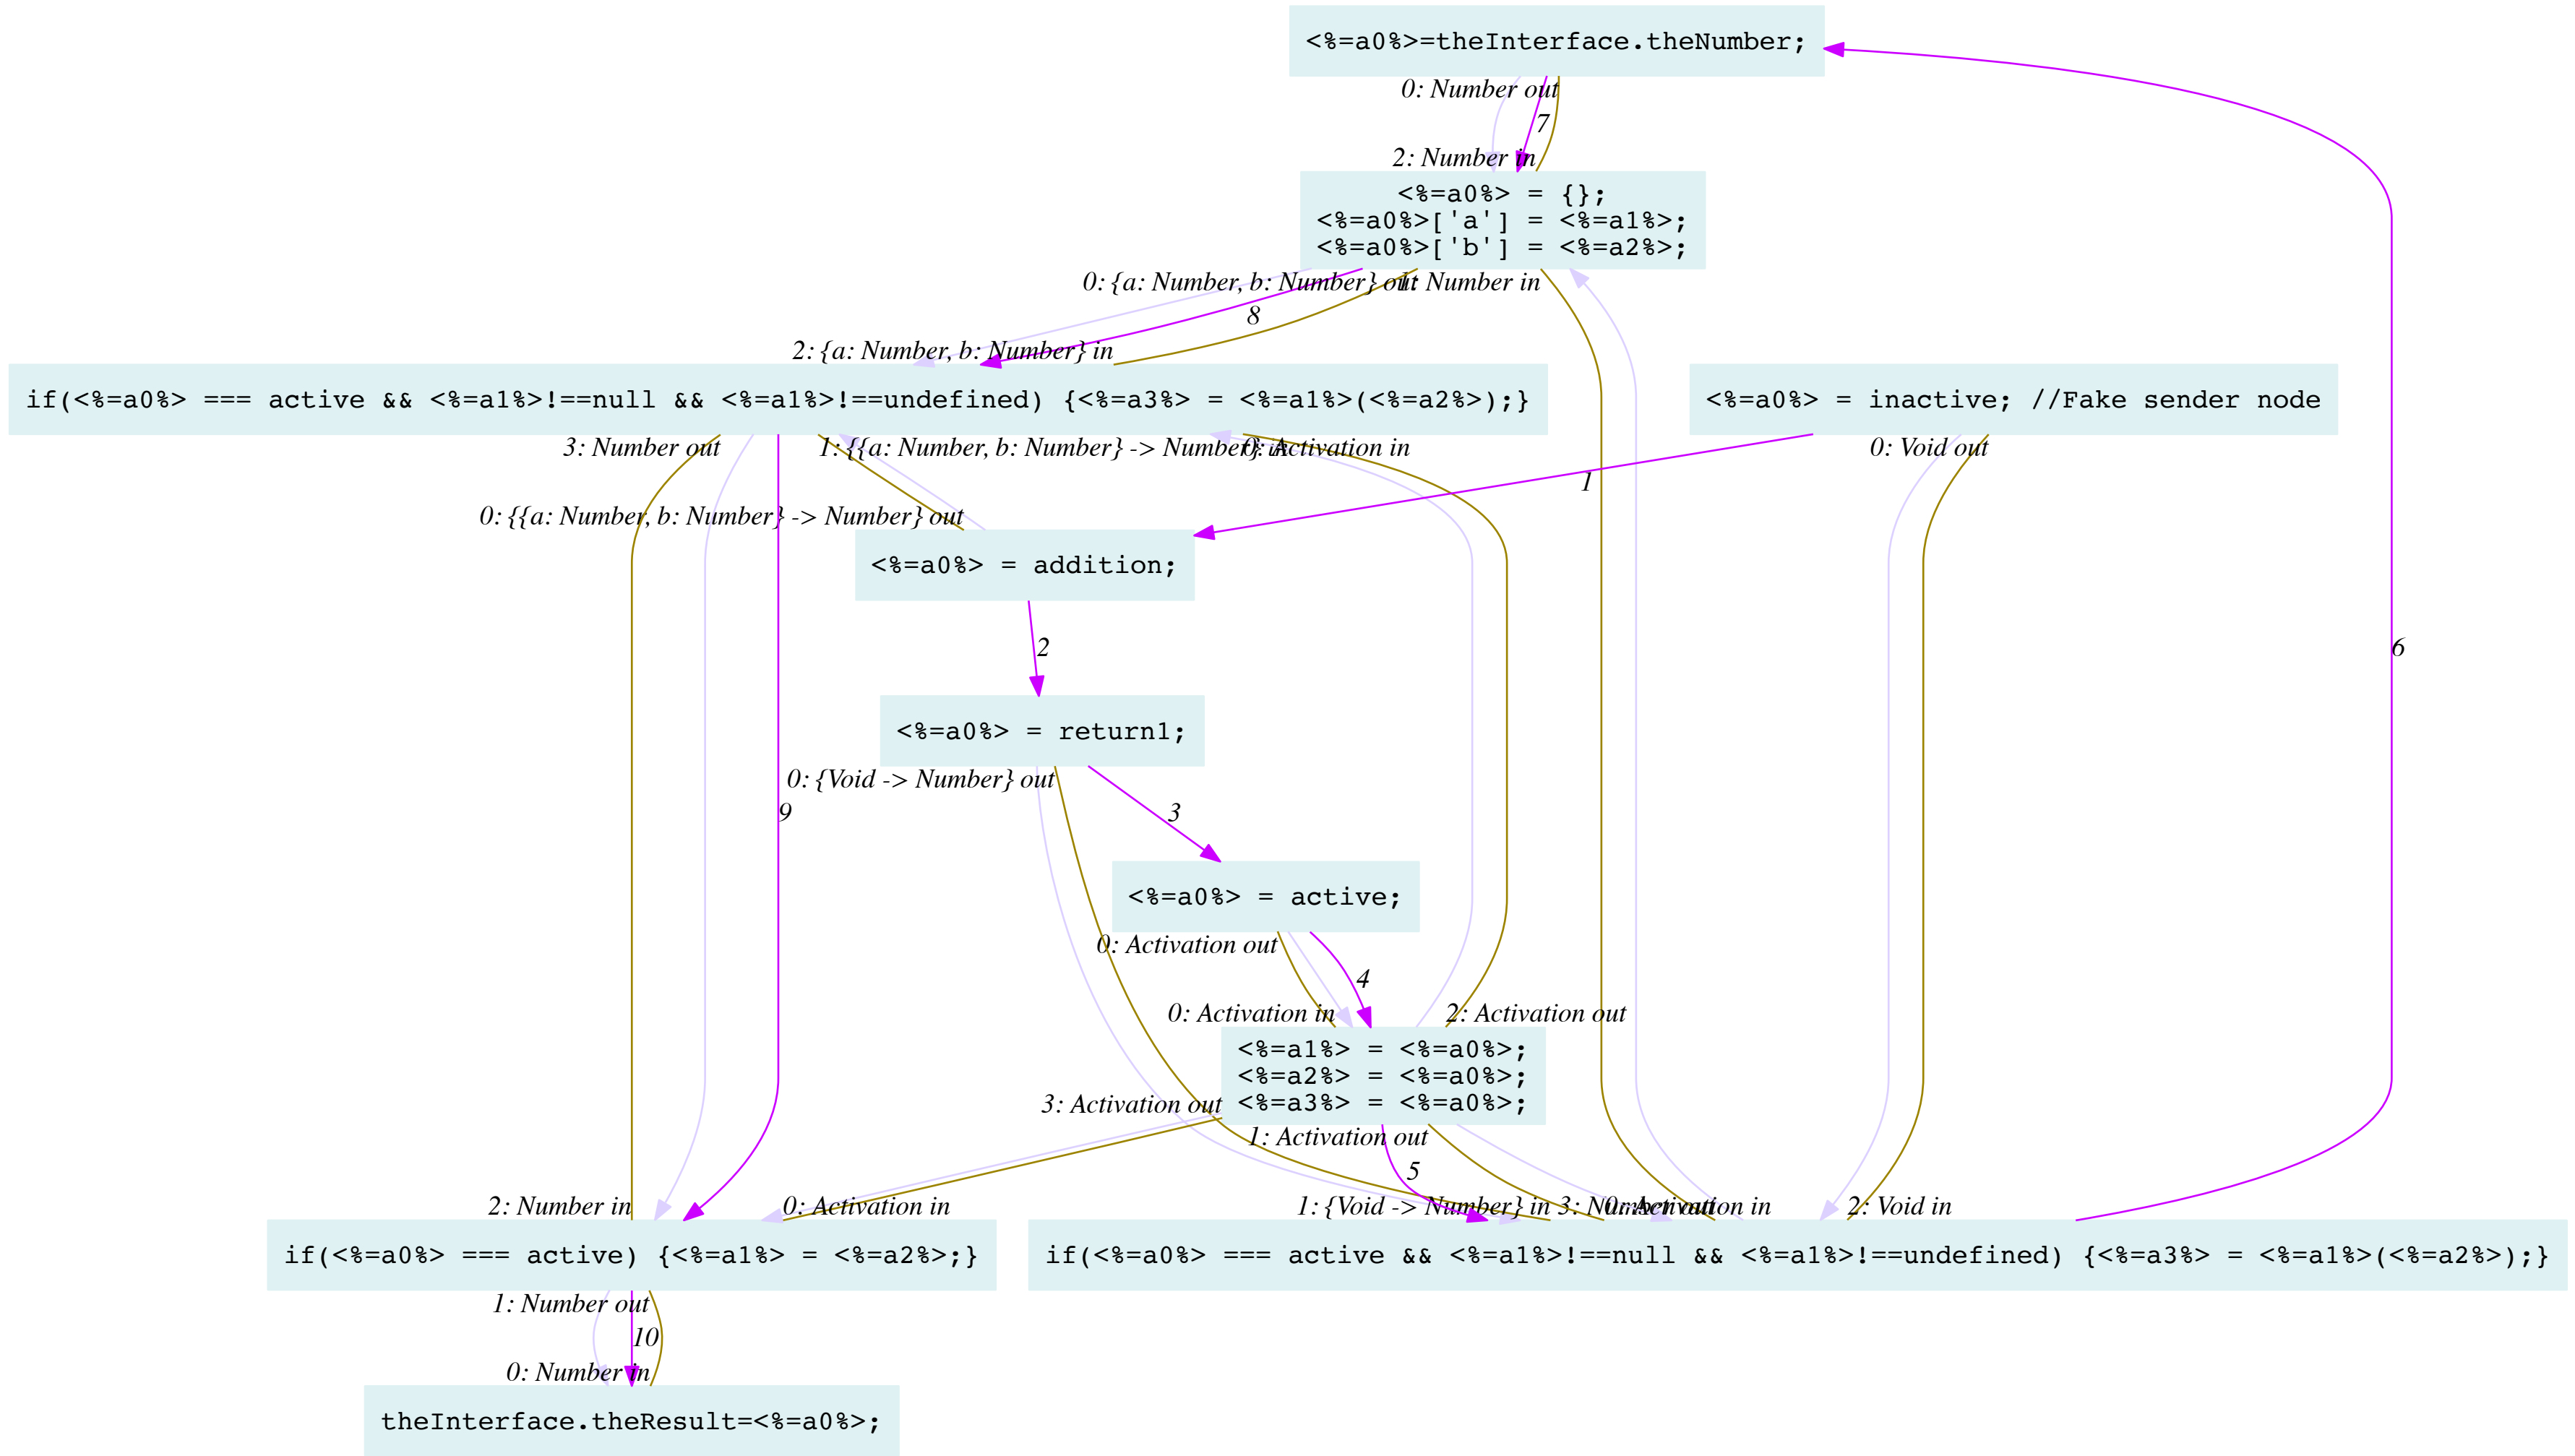 <%=a0%>=theInterface.theNumber;
0: Number out
7
2: Number in
<%=a0%> = {};
<%=a0%>['a'] = <%=a1%>;
<%=a0%>['b'] = <%=a2%>;
0: {a: Number, b: Number} out
1: Number in
8
2: {a: Number, b: Number} in
if(<%=a0%> === active && <%=a1%>!==null && <%=a1%>!==undefined) {<%=a3%> = <%=a1%>(<%=a2%>);}
<%=a0%> = inactive; //Fake sender node
3: Number out
1: {{a: Number, b: Number} -> Number} in
0: Activation in
0: Void out
1
0: {{a: Number, b: Number} -> Number} out
<%=a0%> = addition;
2
6
<%=a0%> = return1;
0: {Void -> Number} out
9
3
<%=a0%> = active;
0: Activation out
4
0: Activation in
2: Activation out
<%=a1%> = <%=a0%>;
<%=a2%> = <%=a0%>;
<%=a3%> = <%=a0%>;
3: Activation out
1: Activation out
5
2: Number in
0: Activation in
1: {Void -> Number} in
3: Number out
0: Activation in
2: Void in
if(<%=a0%> === active) {<%=a1%> = <%=a2%>;}
if(<%=a0%> === active && <%=a1%>!==null && <%=a1%>!==undefined) {<%=a3%> = <%=a1%>(<%=a2%>);}
1: Number out
10
0: Number in
theInterface.theResult=<%=a0%>;